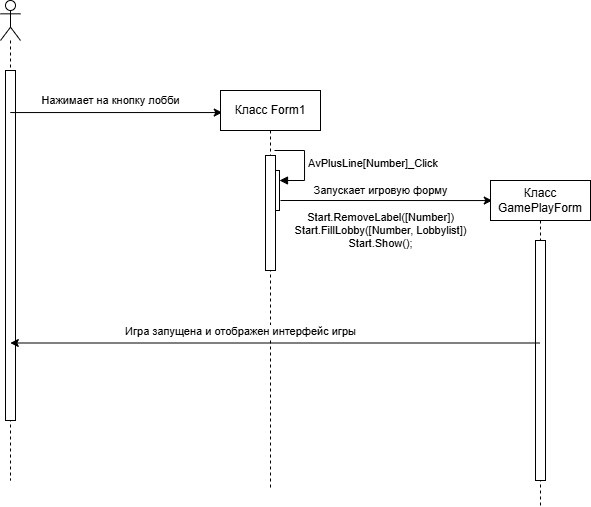 Нажимает на кнопку лобби
Класс Form1
AvPlusLine[Number]_Click
Запускает игровую форму
Класс
GamePlayForm
Start.RemoveLabel([Number])
Start.FillLobby([Number, Lobbylist])
Start.Show();
Игра запущена и отображен интерфейс игры